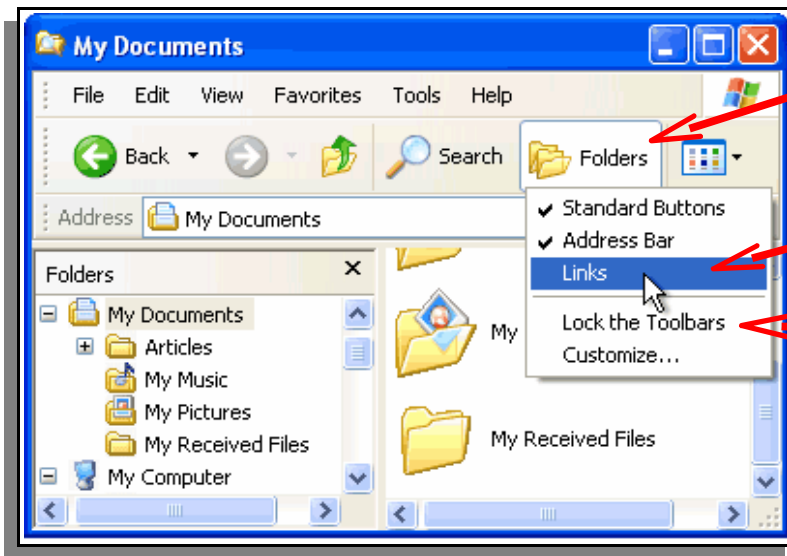 My Documents
File Edit View Favorites Tools Help
Back Search Folders
Address My Documents
Standard Buttons
Address Bar
Links
Lock the Toolbars
Customize...
Folders
My Documents
Articles
My Music
My Pictures
My Received Files
My Computer
My
My Received Files